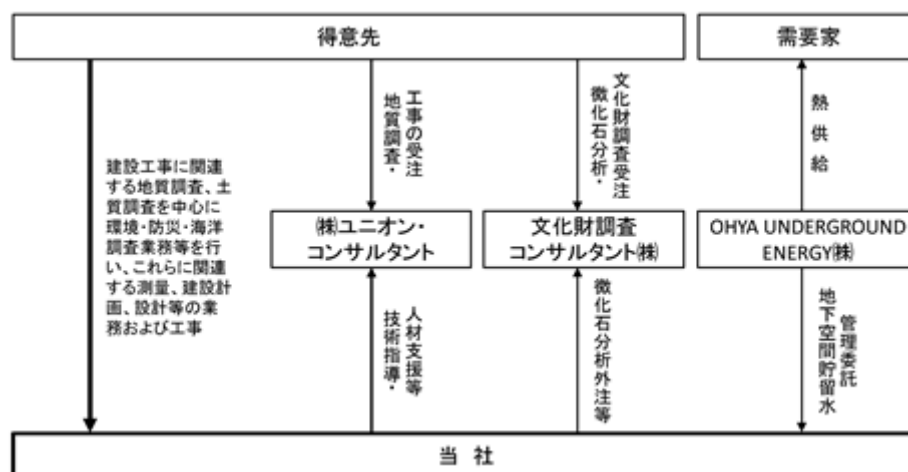 得意先
需要家
建設工事に関連
する地質調査、土
質調査を中心に
環境・防災・海洋
調査業務等を行
い、これらに関連
する測量、建設計
画、設計等の業
務および工事
地質調査・
工事の受注
微化石分析・
文化財調査受注
熱供給
㈱ユニオン・
コンサルタント
文化財調査
コンサルタント㈱
OHYA UNDERGROUND
ENERGY㈱
技術指導・
人材支援等
微化石分析外注等
地下空間貯留水
管理委託
当 社